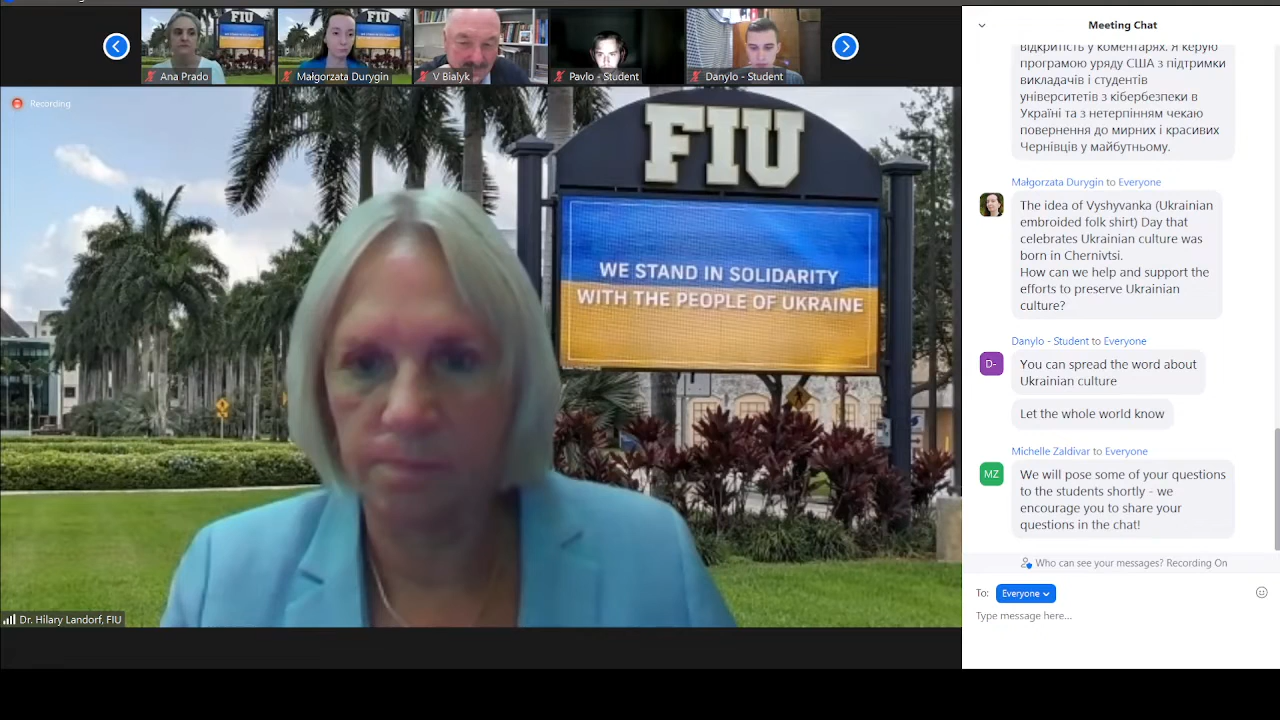 FIU
FIU
Ana Prado
Małgorzata Durygin
V Bialyk
Pavlo - Student
Danylo - Student
Recording
FIU
WE STAND IN SOLIDARITY
WITH THE PEOPLE OF UKRAINE
Dr. Hilary Landorf, FIU
Meeting Chat
відкритість у коментарях. Я керую
програмою уряду США з підтримки
викладачів і студентів
університетів з кібербезпеки в
Україні та з нетерпінням чекаю
повернення до мирних і красивих
Чернівців у майбутньому.
Małgorzata Durygin to Everyone
The idea of Vyshyvanka (Ukrainian
embroided folk shirt) Day that
celebrates Ukrainian culture was
born in Chernivtsi.
How can we help and support the
efforts to preserve Ukrainian
culture?
Danylo - Student to Everyone
D-
You can spread the word about
Ukrainian culture
Let the whole world know
Michelle Zaldivar to Everyone
MZ
We will pose some of your questions
to the students shortly - we
encourage you to share your
questions in the chat!
Who can see your messages? Recording On
To: Everyone
Type message here...